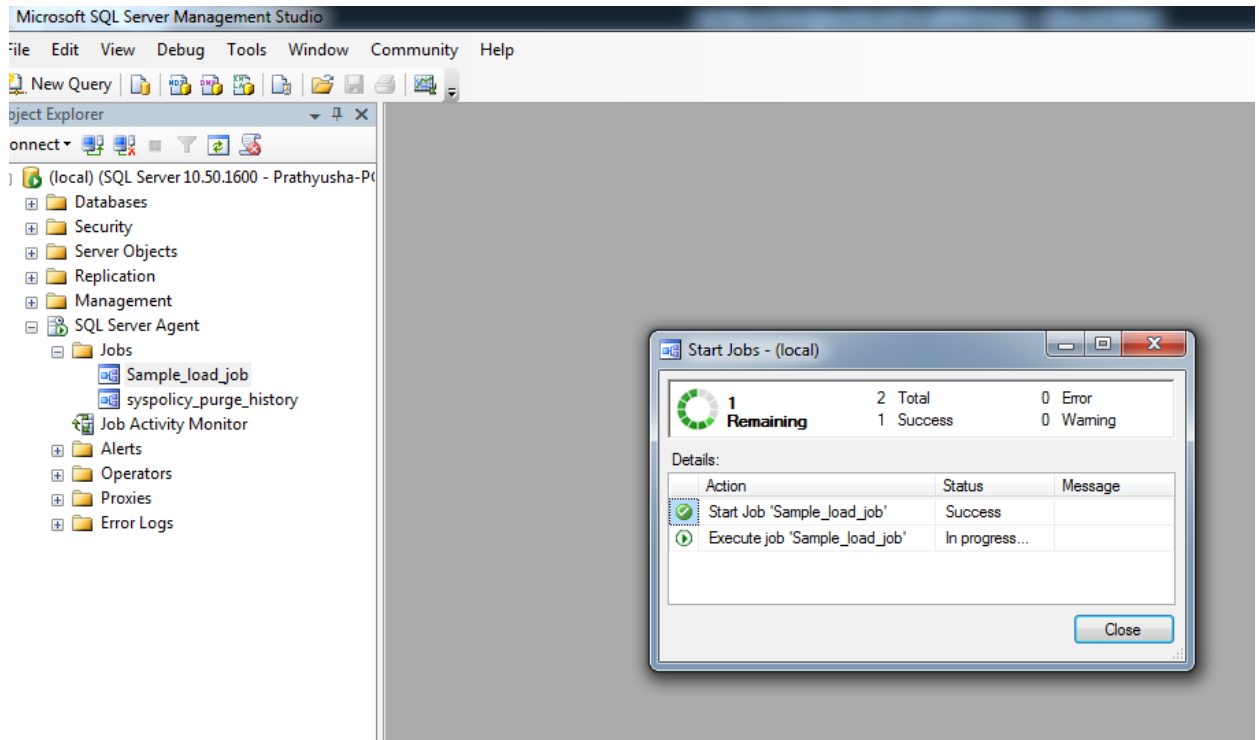 Microsoft SQL Server Management Studio
File Edit View Debug Tools Window Community Help
New Query
bject Explorer
onnect
(local) (SQL Server 10.50.1600 - Prathyusha-P
Databases
Security
Server Objects
Replication
Management
SQL Server Agent
Jobs
Sample_load_job
syspolicy_purge_history
Job Activity Monitor
Alerts
Operators
Proxies
Error Logs
Start Jobs - (local)
1 Remaining
2 Total 0 Error
1 Success 0 Warning
Details:
Action Status Message
Start Job 'Sample_load_job' Success
Execute job 'Sample_load_job' In progress...
Close